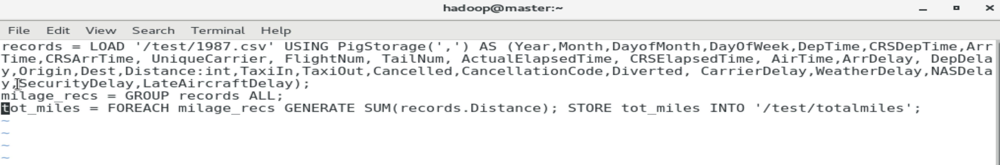 hadoop@master:~
File Edit View Search Terminal Help
records = LOAD '/test/1987.csv' USING PigStorage(',') AS (Year,Month,DayofMonth,DayOfWeek,DepTime,CRSDepTime,Arr
Time,CRSArrTime, UniqueCarrier, FlightNum, TailNum, ActualElapsedTime, CRSElapsedTime, AirTime,ArrDelay, DepDela
y,Origin,Dest,Distance:int,TaxiIn,TaxiOut,Cancelled,CancellationCode,Diverted, CarrierDelay,WeatherDelay,NASDela
y,SecurityDelay,LateAircraftDelay);
milage_recs = GROUP records ALL;
tot_miles = FOREACH milage_recs GENERATE SUM(records.Distance); STORE tot_miles INTO '/test/totalmiles';
~
~
~
~